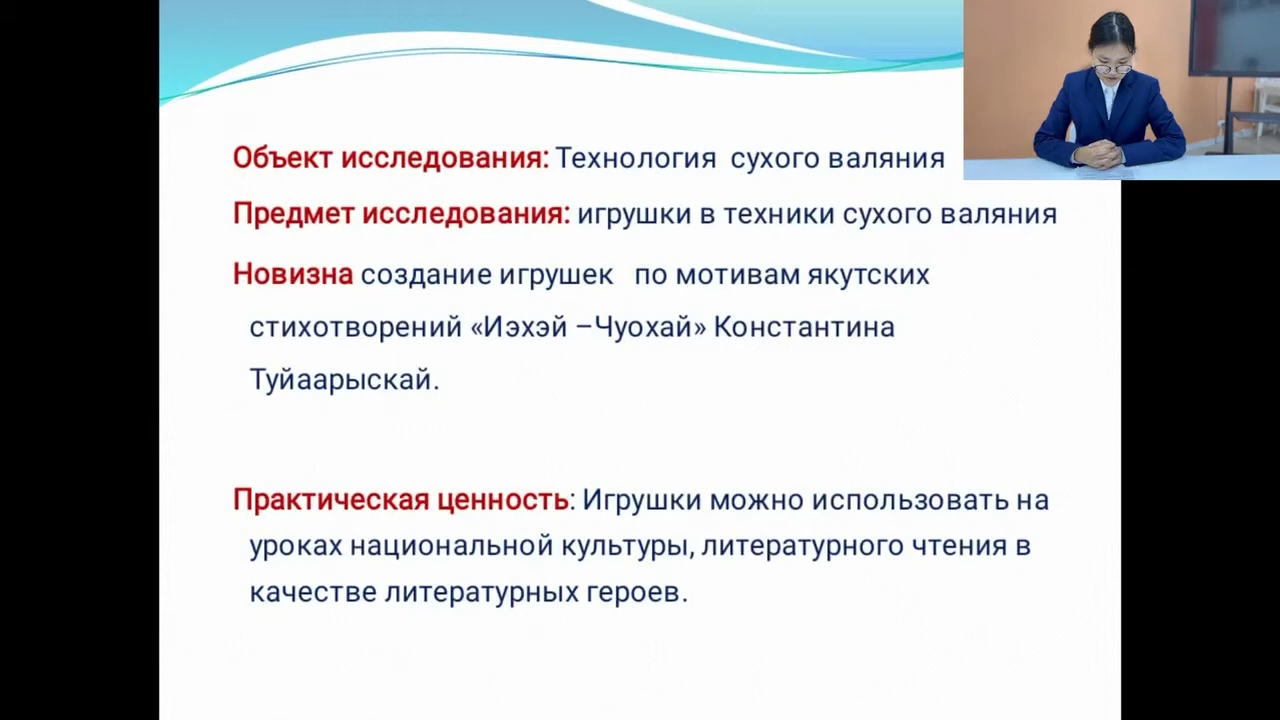 Объект исследования: Технология сухого валяния
Предмет исследования: игрушки в техники сухого валяния
Новизна создание игрушек по мотивам якутских
стихотворений «Иэхэй –Чуохай» Константина
Туйаарыскай.
Практическая ценность: Игрушки можно использовать на
уроках национальной культуры, литературного чтения в
качестве литературных героев.